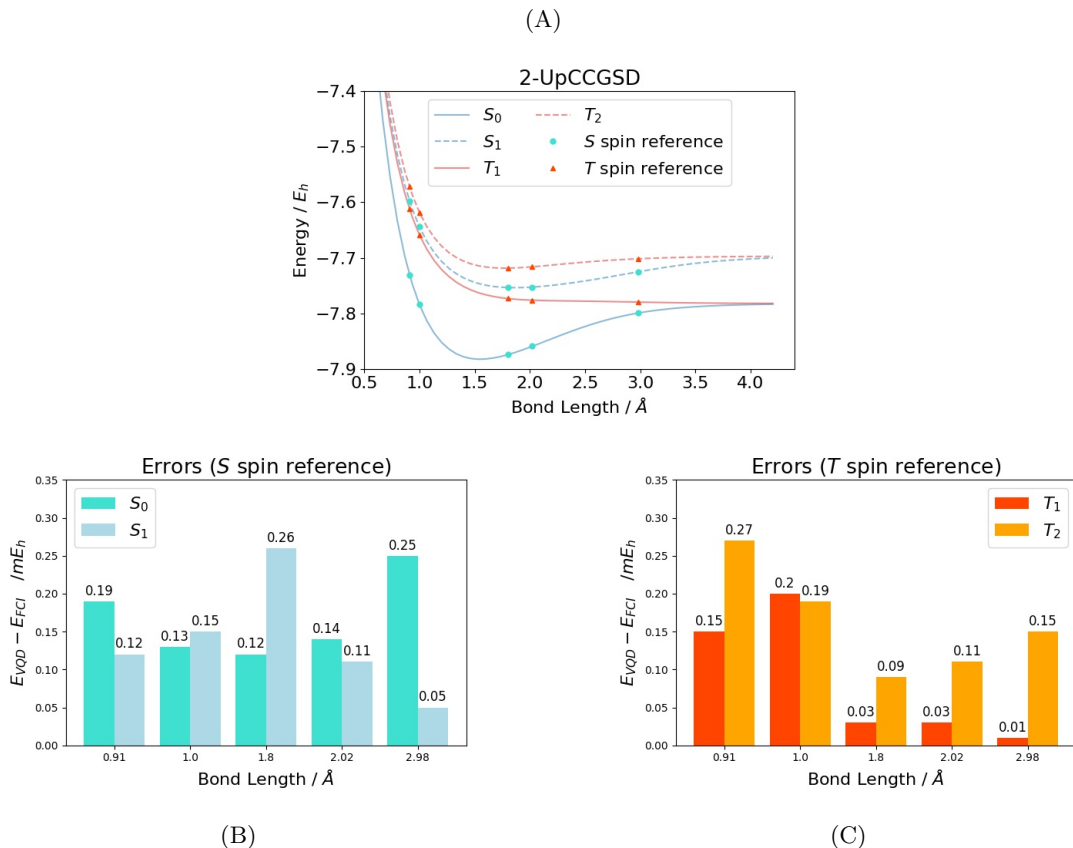 (A)
2-UpCCGSD
Energy / E_h
−7.4
−7.5
−7.6
−7.7
−7.8
−7.9
S_0
S_1
T_1
T_2
S spin reference
T spin reference
0.5 1.0 1.5 2.0 2.5 3.0 3.5 4.0
Bond Length / Å
Errors (S spin reference)
E_VQD − E_FCI /mE_h
0.35
0.30
0.25
0.20
0.15
0.10
0.05
0.00
S_0
S_1
0.19 0.12 0.13 0.15 0.12 0.26 0.14 0.11 0.25 0.05
0.91 1.0 1.8 2.02 2.98
Bond Length / Å
(B)
Errors (T spin reference)
E_VQD − E_FCI /mE_h
0.35
0.30
0.25
0.20
0.15
0.10
0.05
0.00
T_1
T_2
0.15 0.27 0.2 0.19 0.03 0.09 0.03 0.11 0.01 0.15
0.91 1.0 1.8 2.02 2.98
Bond Length / Å
(C)